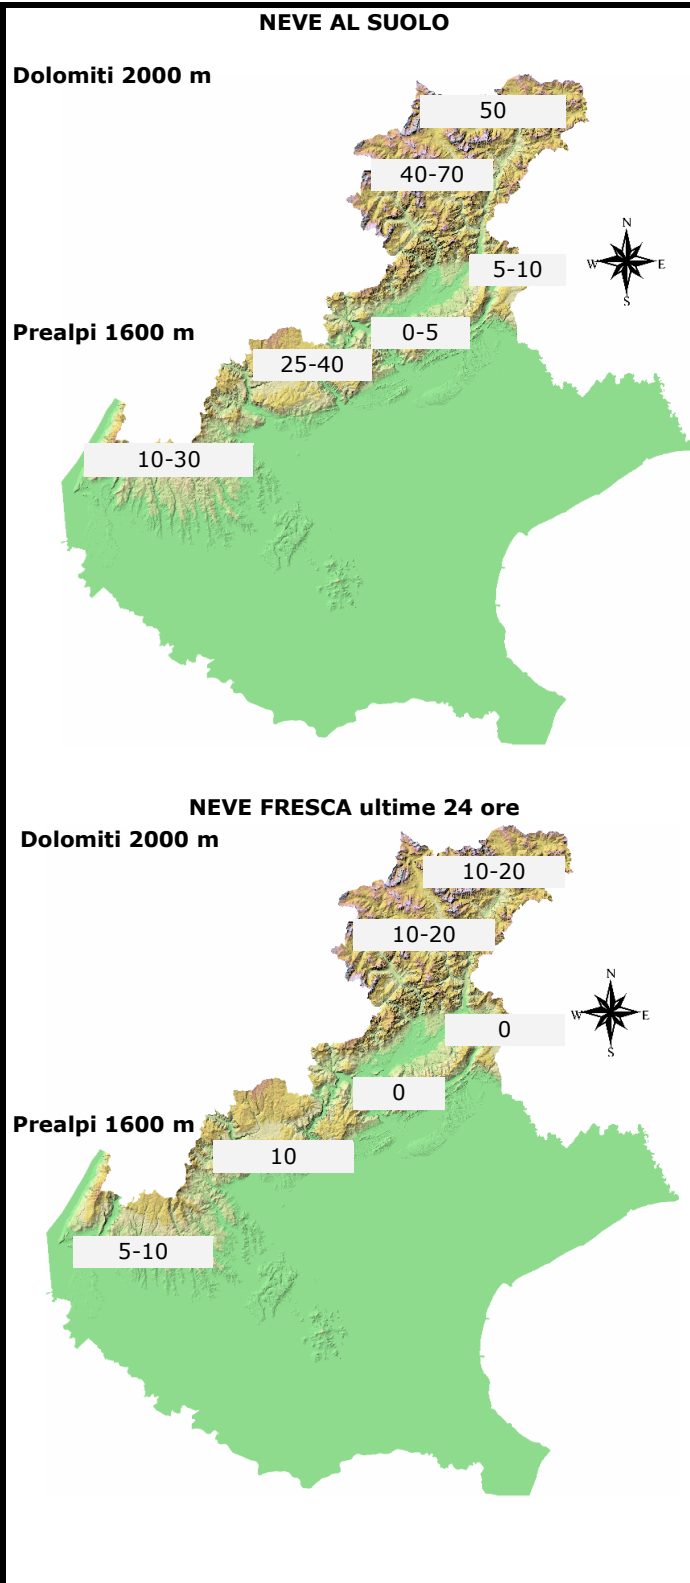 NEVE AL SUOLO
Dolomiti 2000 m
50
40-70
N
W E
S
5-10
Prealpi 1600 m
0-5
25-40
10-30
NEVE FRESCA ultime 24 ore
Dolomiti 2000 m
10-20
10-20
N
W E
S
0
0
Prealpi 1600 m
10
5-10